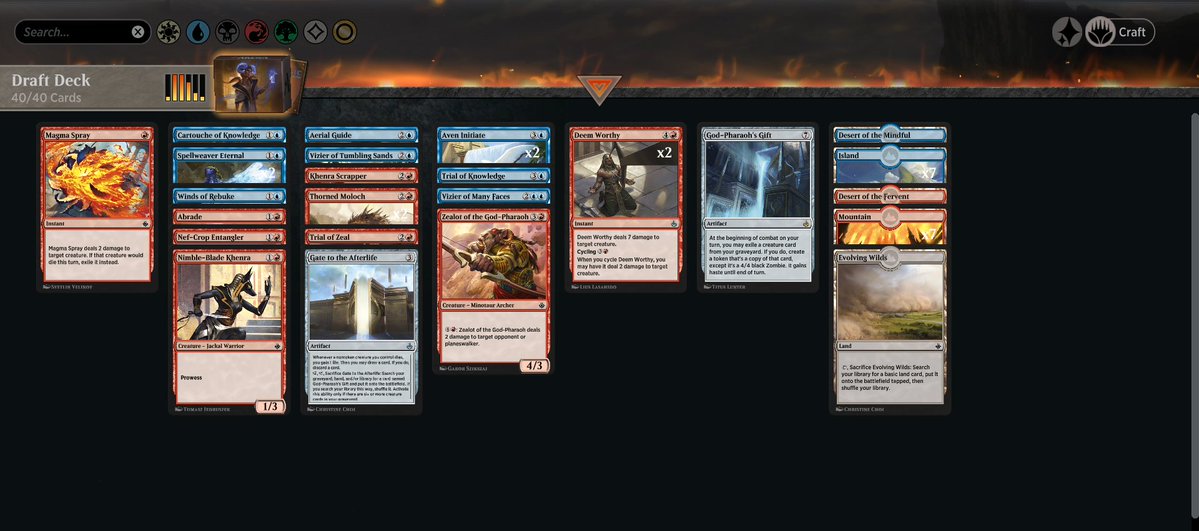 Search...
Craft
Draft Deck
40/40 Cards
Magma Spray
Instant
Magma Spray deals 2 damage to
target creature. If that creature would
die this turn, exile it instead.
Cartouche of Knowledge
Spellweaver Eternal
Winds of Rebuke
Abrade
Nef-Crop Entangler
Nimble-Blade Khenra
Creature – Jackal Warrior
Prowess
1/3
Aerial Guide
Vizier of Tumbling Sands
Khenra Scrapper
Thorned Moloch
x2
Trial of Zeal
Gate to the Afterlife
3
Artifact
Christine Choi
Aven Initiate
x2
Trial of Knowledge
Vizier of Many Faces
Zealot of the God-Pharaoh
Creature – Minotaur Archer
4R: Zealot of the God-Pharaoh deals
2 damage to target opponent or
planeswalker.
4/3
Deem Worthy
x2
Instant
Deem Worthy deals 7 damage to
target creature.
Cycling 3R
When you cycle Deem Worthy, you
may have it deal 2 damage to target
creature.
God-Pharaoh's Gift
7
Artifact
At the beginning of combat on your
turn, you may exile a creature card
from your graveyard. If you do, create
a token that's a copy of that card,
except it's a 4/4 black Zombie. It gains
haste until end of turn.
Titus Lunter
Desert of the Mindful
Island
x7
Desert of the Fervent
Mountain
Evolving Wilds
Land
Sacrifice Evolving Wilds: Search
your library for a basic land card, put it
onto the battlefield tapped, then
shuffle your library.
Christine Choi